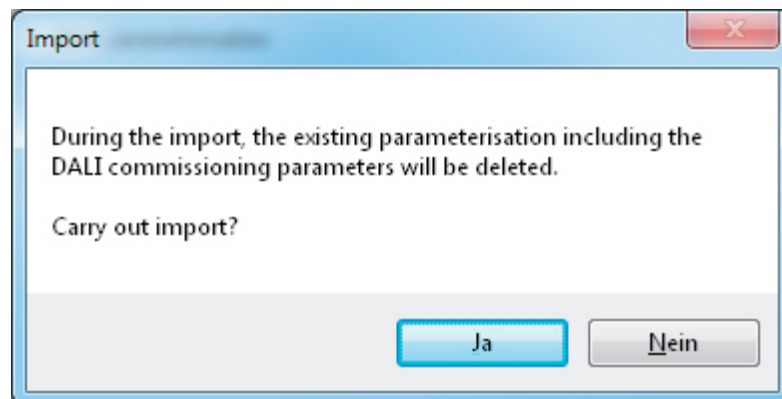 Import
During the import, the existing parameterisation including the
DALI commissioning parameters will be deleted.
Carry out import?
Ja
Nein